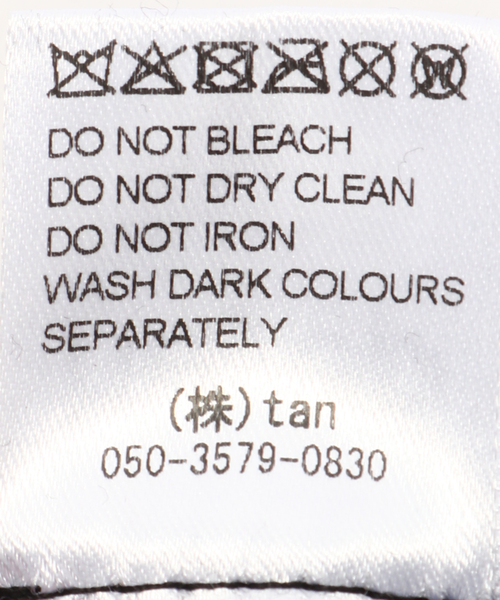 DO NOT BLEACH
DO NOT DRY CLEAN
DO NOT IRON
WASH DARK COLOURS
SEPARATELY
(株)tan
050-3579-0830